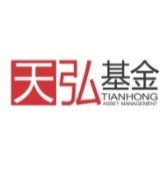 天弘基金
TIANHONG
ASSET MANAGEMENT